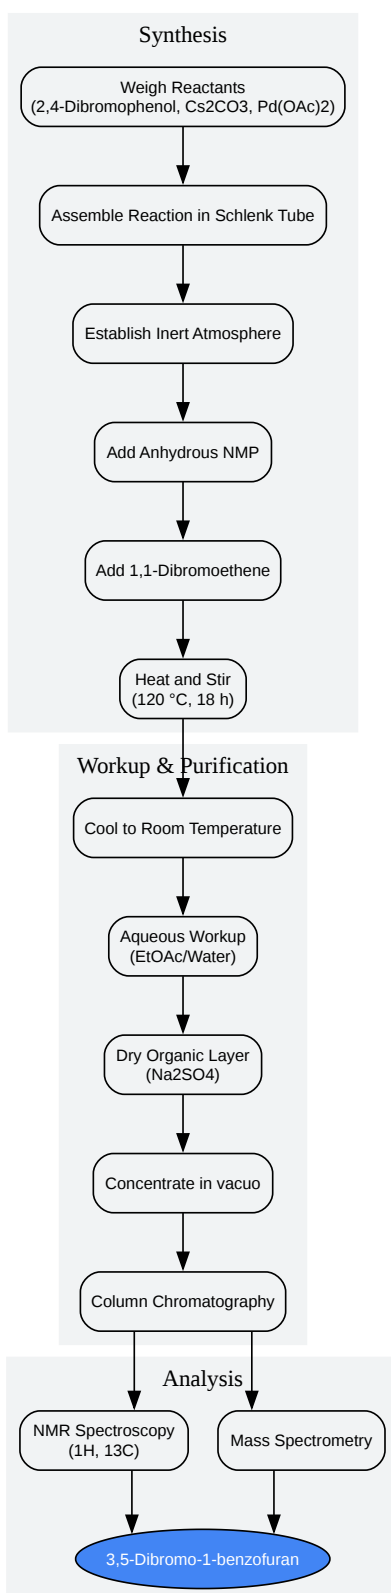 Synthesis
Weigh Reactants
(2,4-Dibromophenol, Cs2CO3, Pd(OAc)2)
Assemble Reaction in Schlenk Tube
Establish Inert Atmosphere
Add Anhydrous NMP
Add 1,1-Dibromoethene
Heat and Stir
(120 °C, 18 h)
Workup & Purification
Cool to Room Temperature
Aqueous Workup
(EtOAc/Water)
Dry Organic Layer
(Na2SO4)
Concentrate in vacuo
Column Chromatography
Analysis
NMR Spectroscopy
(1H, 13C)
Mass Spectrometry
3,5-Dibromo-1-benzofuran